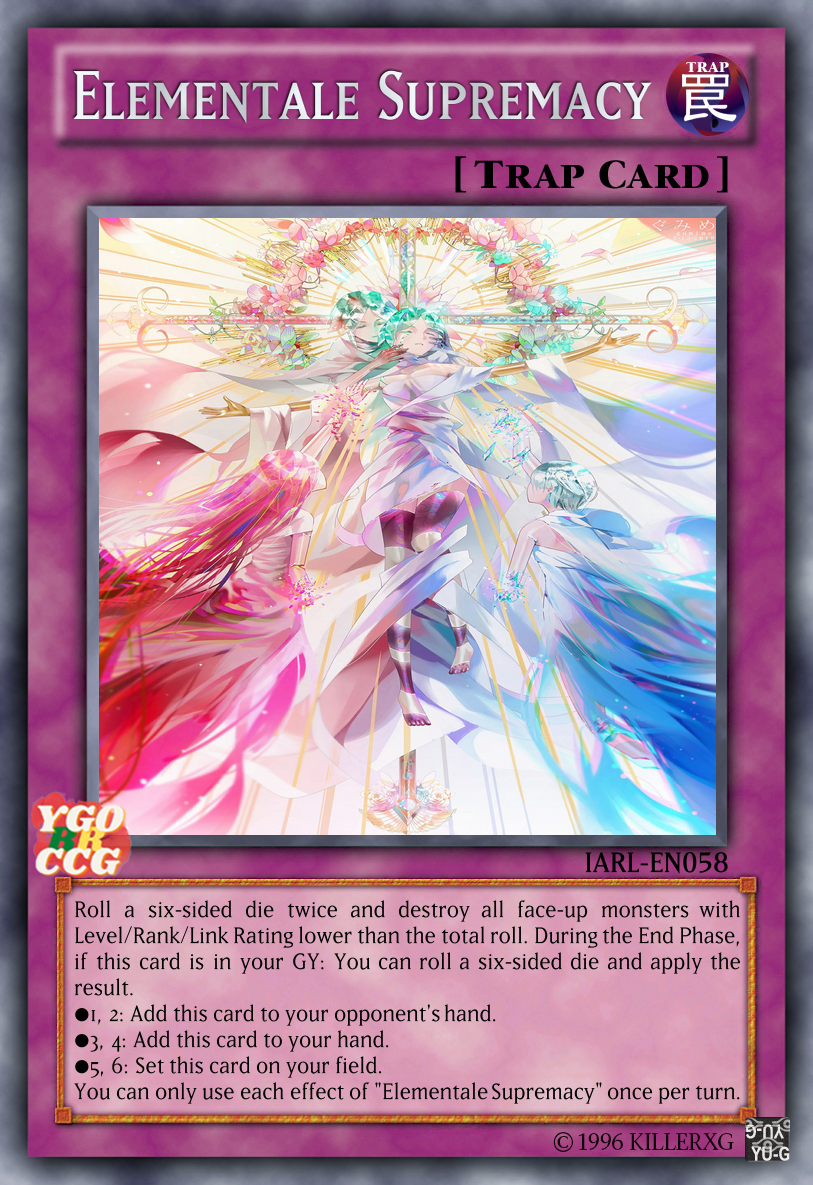 Elementale Supremacy
TRAP
罠
[Trap Card]
ぐみめ
YGO
RR
CCG
IARL-EN058
Roll a six-sided die twice and destroy all face-up monsters with
Level/Rank/Link Rating lower than the total roll. During the End Phase,
if this card is in your GY: You can roll a six-sided die and apply the
result.
●1, 2: Add this card to your opponent's hand.
●3, 4: Add this card to your hand.
●5, 6: Set this card on your field.
You can only use each effect of "Elementale Supremacy" once per turn.
© 1996 KILLERXG
YU-G
YU-G